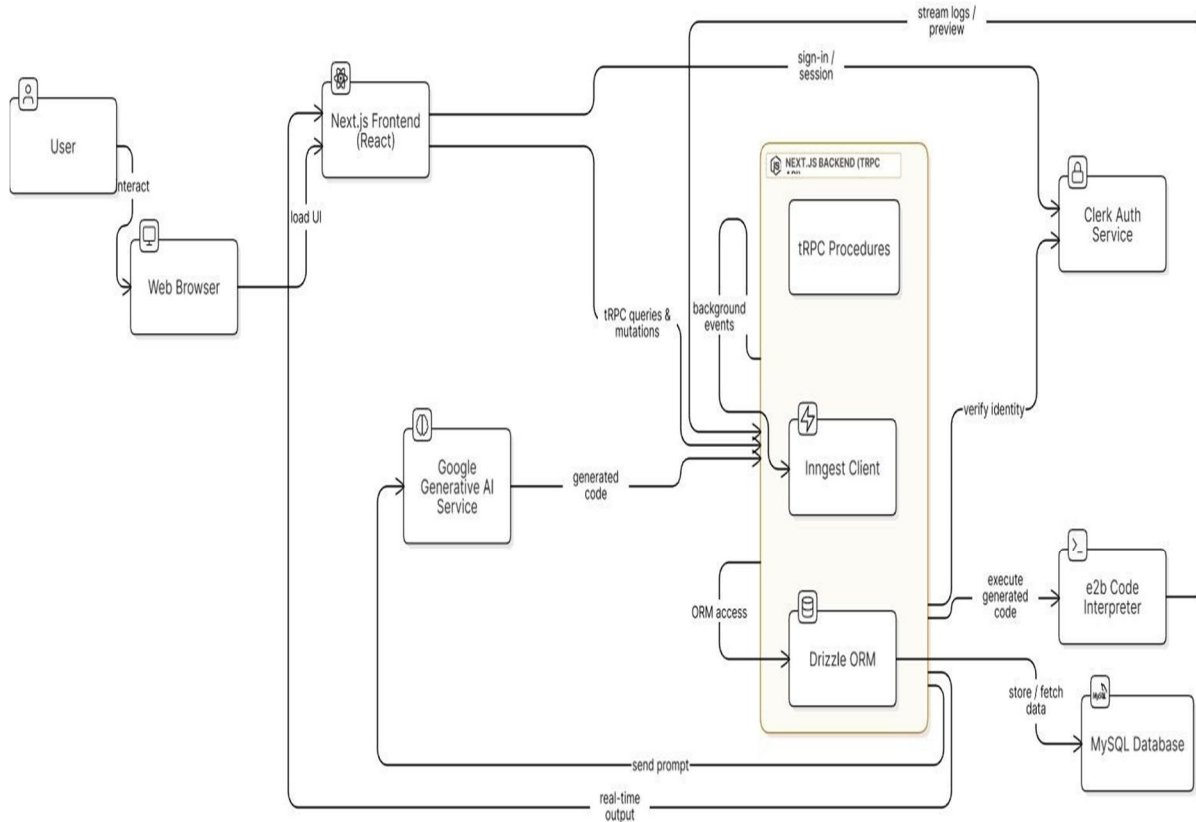 stream logs /
preview
sign-in /
session
User
Next.js Frontend
(React)
NEXT.JS BACKEND (TRPC
Clerk Auth
Service
nteract
load UI
Web Browser
tRPC Procedures
tRPC queries &
mutations
background
events
verify identity
Google
Generative AI
Service
generated
code
Inngest Client
ORM access
execute
generated
code
e2b Code
Interpreter
Drizzle ORM
store / fetch
data
MySQL
MySQL Database
send prompt
real-time
output